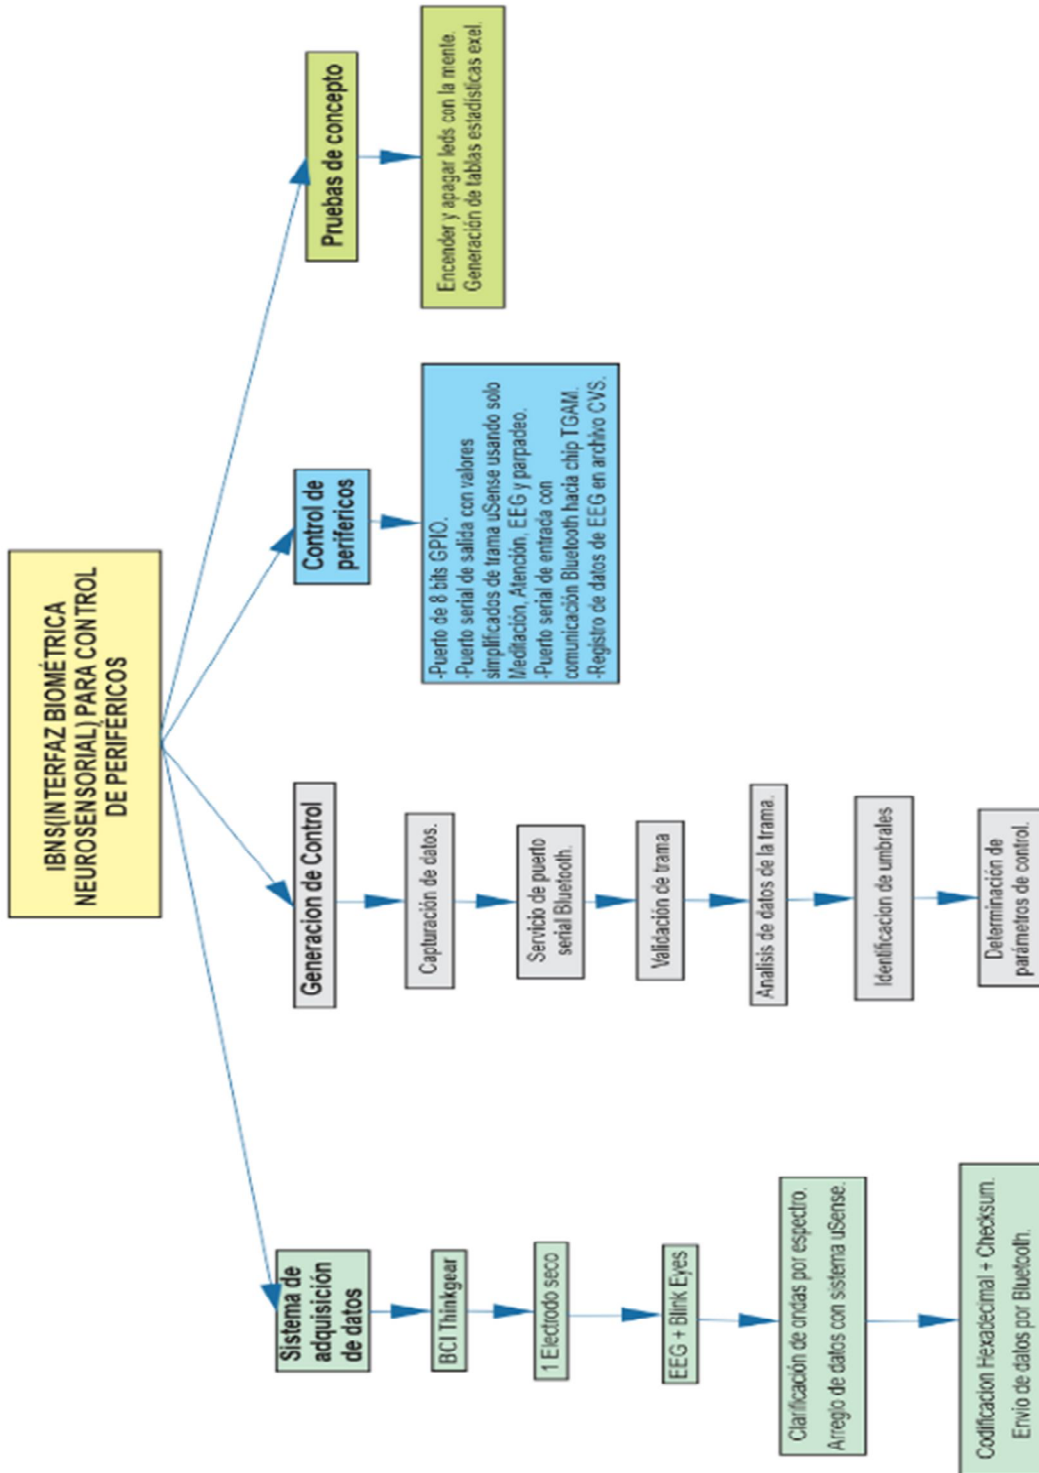 IBNS(INTERFAZ BIOMÉTRICA
NEUROSENSORIAL) PARA CONTROL
DE PERIFÉRICOS
Sistema de
adquisición
de datos
BCI Thinkgear
1 Electrodo seco
EEG + Blink Eyes
Clarificación de ondas por espectro.
Arreglo de datos con sistema uSense.
Codificacion Hexadecimal + Checksum.
Envio de datos por Bluetooth.
Generacion de Control
Capturación de datos.
Servicio de puerto
serial Bluetooth.
Validación de trama
Analisis de datos de la trama.
Identificacion de umbrales
Determinación de
parámetros de control.
Control de
perifericos
-Puerto de 8 bits GPIO.
-Puerto serial de salida con valores
simplificados de trama uSense usando solo
Meditación, Atención, EEG y parpadeo.
-Puerto serial de entrada con
comunicación Bluetooth hacia chip TGAM.
-Registro de datos de EEG en archivo CVS.
Pruebas de concepto
Encender y apagar leds con la mente.
Generación de tablas estadísticas exel.